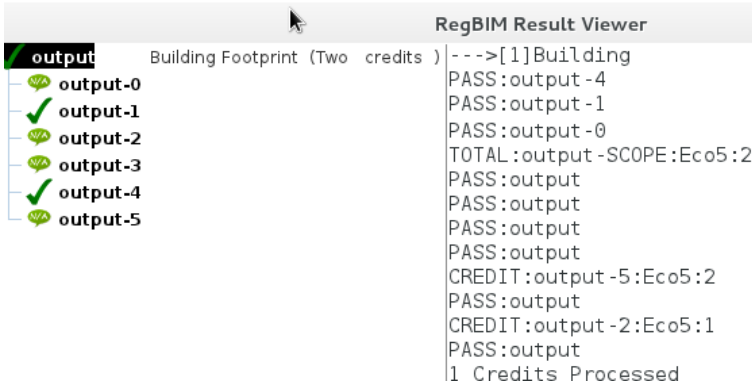 RegBIM Result Viewer
output Building Footprint (Two credits )
N/A output-0
output-1
N/A output-2
N/A output-3
output-4
N/A output-5
--->[1]Building
PASS:output-4
PASS:output-1
PASS:output-0
TOTAL:output-SCOPE:Eco5:2
PASS:output
PASS:output
PASS:output
PASS:output
CREDIT:output-5:Eco5:2
PASS:output
CREDIT:output-2:Eco5:1
PASS:output
1 Credits Processed